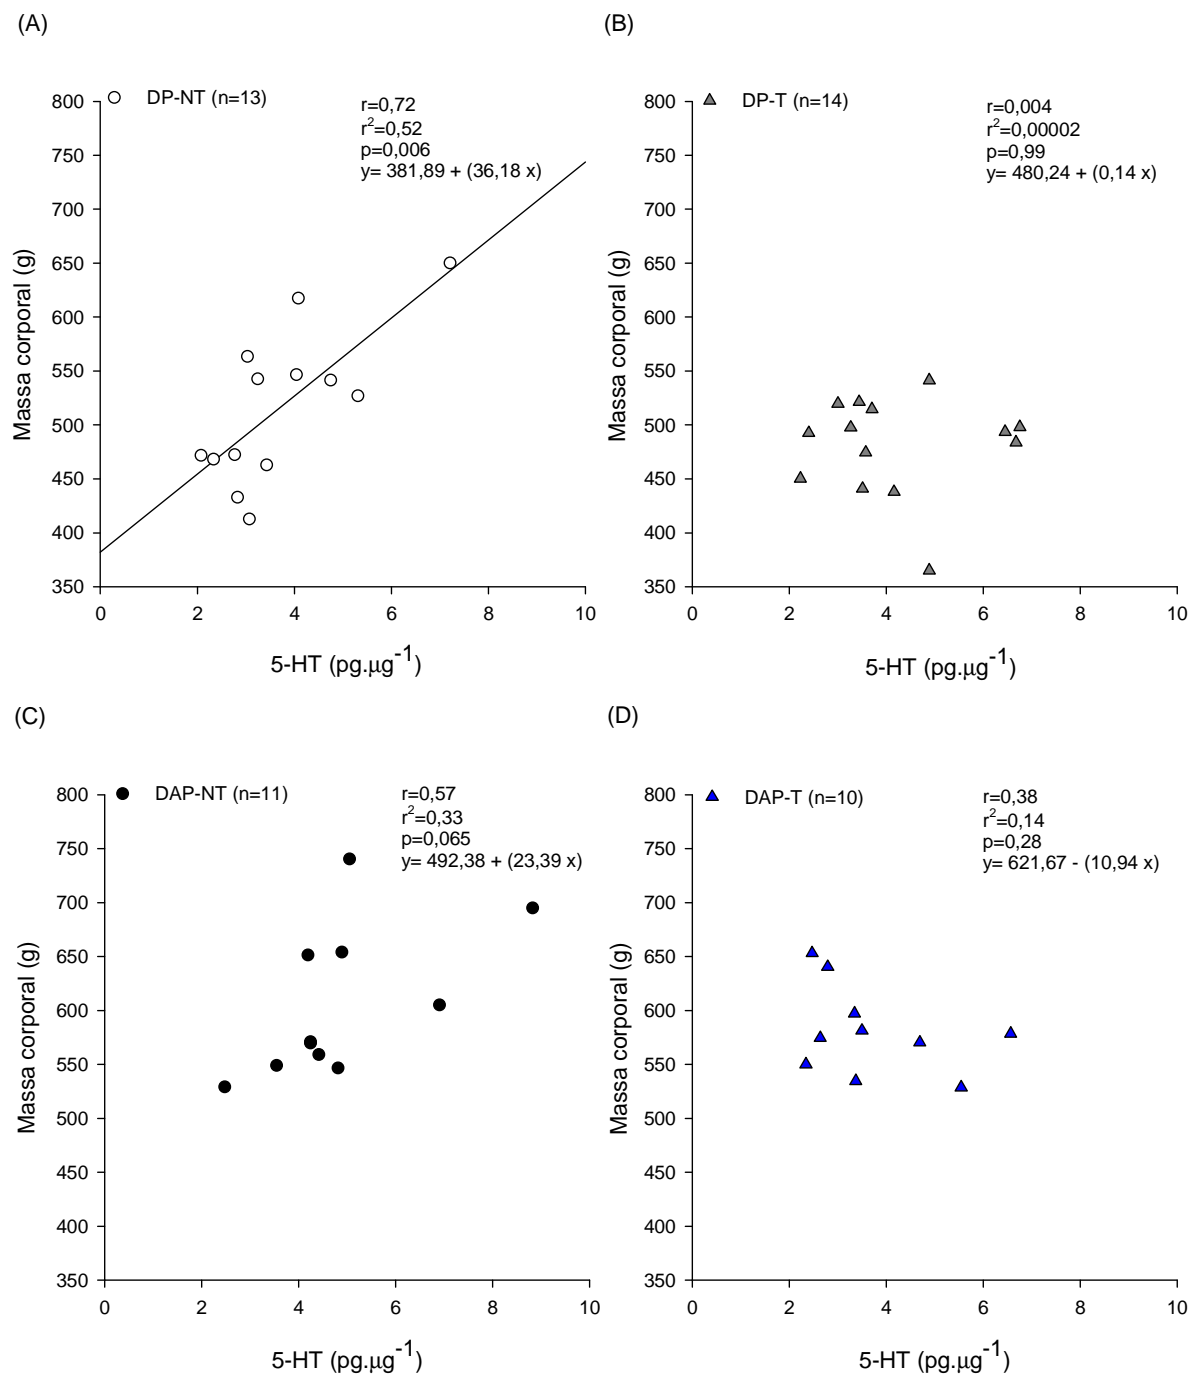 (A)
DP-NT (n=13)
r=0,72
r²=0,52
p=0,006
y= 381,89 + (36,18 x)
800
750
700
650
600
550
500
450
400
350
Massa corporal (g)
0 2 4 6 8 10
5-HT (pg.µg⁻¹)
(B)
DP-T (n=14)
r=0,004
r²=0,00002
p=0,99
y= 480,24 + (0,14 x)
800
750
700
650
600
550
500
450
400
350
Massa corporal (g)
0 2 4 6 8 10
5-HT (pg.µg⁻¹)
(C)
DAP-NT (n=11)
r=0,57
r²=0,33
p=0,065
y= 492,38 + (23,39 x)
800
750
700
650
600
550
500
450
400
350
Massa corporal (g)
0 2 4 6 8 10
5-HT (pg.µg⁻¹)
(D)
DAP-T (n=10)
r=0,38
r²=0,14
p=0,28
y= 621,67 - (10,94 x)
800
750
700
650
600
550
500
450
400
350
Massa corporal (g)
0 2 4 6 8 10
5-HT (pg.µg⁻¹)